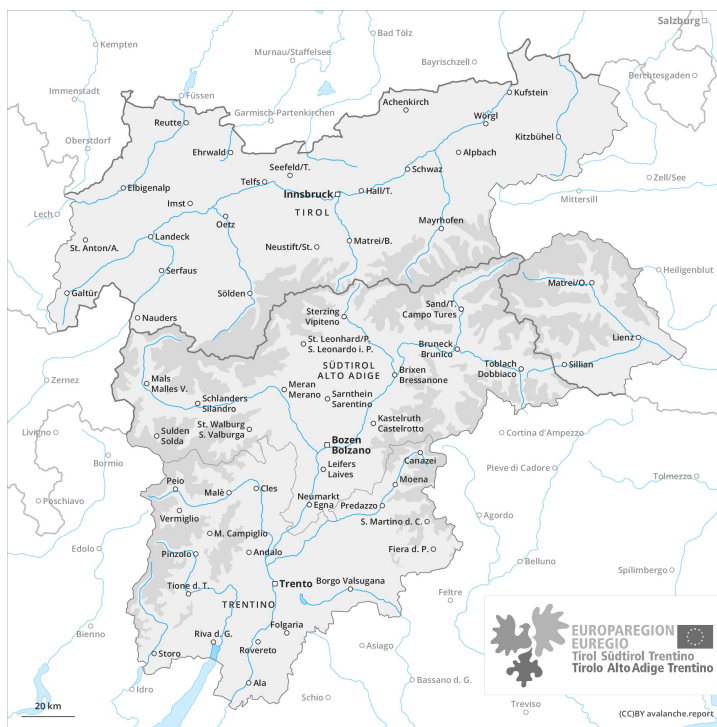 Salzburg
Kempten
Bad Tölz
Murnau/Staffelsee
Bayrischzell
Berchtesgaden
Immenstadt
Füssen
Kufstein
Achenkirch
Garmisch-Partenkirchen
Wörgl
Reutte
Kitzbühel
Oberstdorf
Ehrwald
Alpbach
Seefeld/T.
Schwaz
Telfs
Zell/See
Elbigenalp
Innsbruck
Hall/T.
Mittersill
Imst
TIROL
Lech
Oetz
Mayrhofen
Landeck
St. Anton/A.
Neustift/St.
Matrei/B.
Serfaus
Heiligenblut
Matrei/O.
Galtür
Sölden
Sand/T.
Campo Tures
Nauders
Sterzing
Vipiteno
Lienz
St. Leonhard/P.
S. Leonardo i. P.
Bruneck
Brunico
SÜDTIROL
ALTO ADIGE
Toblach
Dobbiaco
Sillian
Brixen
Bressanone
Zernez
Mals
Malles V.
Meran
Merano
Schlanders
Silandro
Sarnthein
Sarentino
Kastelruth
Castelrotto
St. Walburg
S. Valburga
Livigno
Sulden
Solda
Cortina d'Ampezzo
Bozen
Bolzano
Bormio
Canazei
Pieve di Cadore
Leifers
Laives
Tolmezzo
Peio
Moena
Malè
Cles
Neumarkt
Egna
Predazzo
Poschiavo
Agordo
Vermiglio
S. Martino d. C.
M. Campiglio
Edolo
Pinzolo
Andalo
Fiera d. P.
Belluno
Spilimbergo
Tione d. T.
Trento
Borgo Valsugana
Feltre
TRENTINO
Folgaria
Bienno
Riva d. G.
Rovereto
Asiago
Storo
Ala
Idro
Schio
Bassano d. G.
Treviso
EUROPAREGION
EUREGIO
Tirol Südtirol Trentino
Tirolo Alto Adige Trentino
20 km
(CC)BY avalanche.report